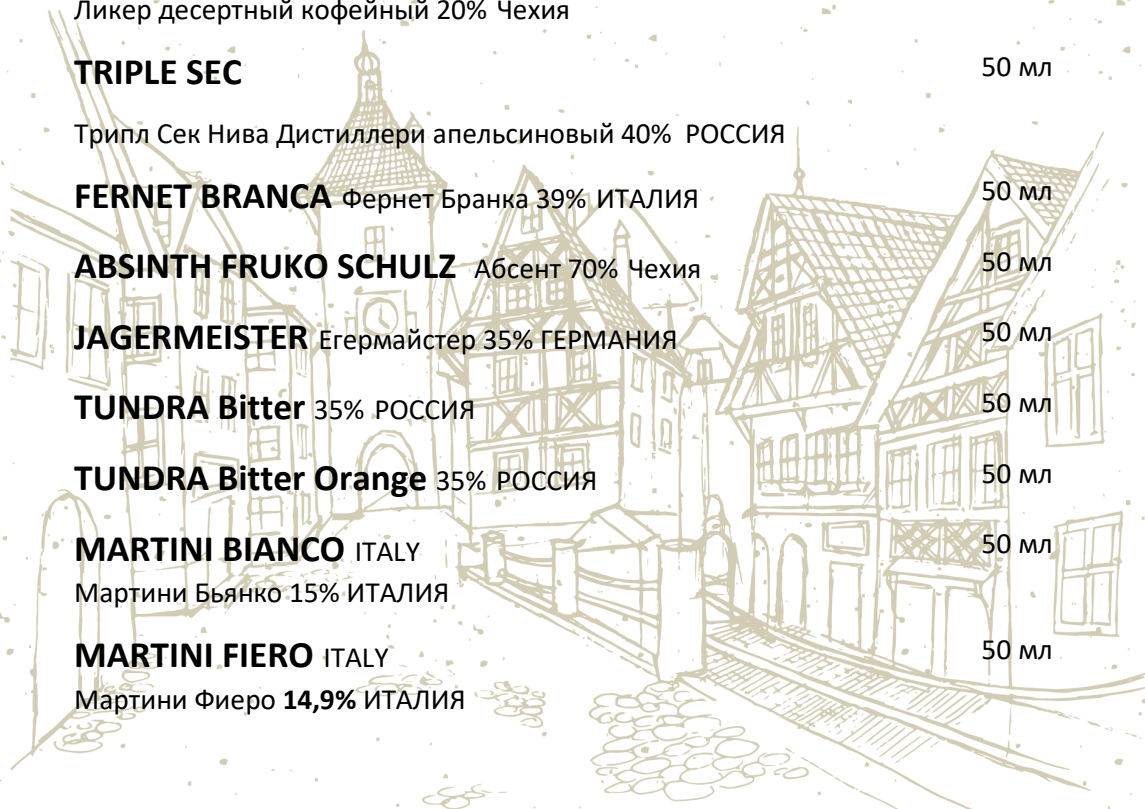 Ликер десертный кофейный 20% Чехия
TRIPLE SEC 50 мл
Трипл Сек Нива Дистиллери апельсиновый 40% РОССИЯ
FERNET BRANCA Фернет Бранка 39% ИТАЛИЯ 50 мл
ABSINTH FRUKO SCHULZ Абсент 70% Чехия 50 мл
JAGERMEISTER Егермайстер 35% ГЕРМАНИЯ 50 мл
TUNDRA Bitter 35% РОССИЯ 50 мл
TUNDRA Bitter Orange 35% РОССИЯ 50 мл
MARTINI BIANCO ITALY 50 мл
Мартини Бьянко 15% ИТАЛИЯ
MARTINI FIERO ITALY 50 мл
Мартини Фиеро 14,9% ИТАЛИЯ